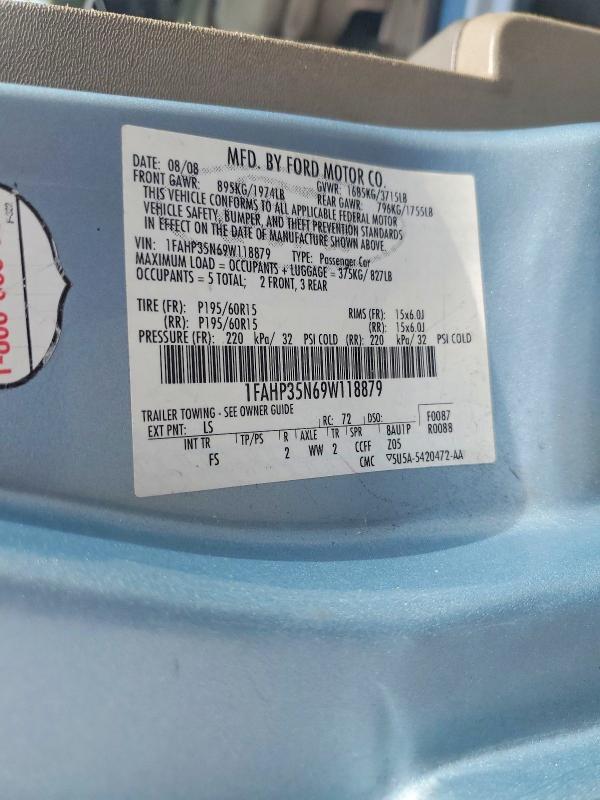 MFD. BY FORD MOTOR CO.
DATE: 08/08
FRONT GAWR: 895KG/1974LB
GVWR: 1685KG/3715LB
REAR GAWR: 796KG/1755LB
THIS VEHICLE CONFORMS TO ALL APPLICABLE FEDERAL MOTOR
VEHICLE SAFETY, BUMPER, AND THEFT PREVENTION STANDARDS
IN EFFECT ON THE DATE OF MANUFACTURE SHOWN ABOVE.
VIN: 1FAHP35N69W118879 TYPE: Passenger Car
MAXIMUM LOAD = OCCUPANTS + LUGGAGE = 375KG/ 827LB
OCCUPANTS = 5 TOTAL; 2 FRONT, 3 REAR
TIRE (FR): P195/60R15 RIMS (FR): 15x6.0J
(RR): P195/60R15 (RR): 15x6.0J
PRESSURE (FR): 220 kPa/ 32 PSI COLD (RR): 220 kPa/ 32 PSI COLD
1FAHP35N69W118879
TRAILER TOWING - SEE OWNER GUIDE
EXT PNT: LS RC: 72 DSO: F0087
R0088
INT TR TP/PS R AXLE TR SPR BAU1P
FS 2 WW 2 CCFF Z05
CMC ▽5U5A-5420472-AA